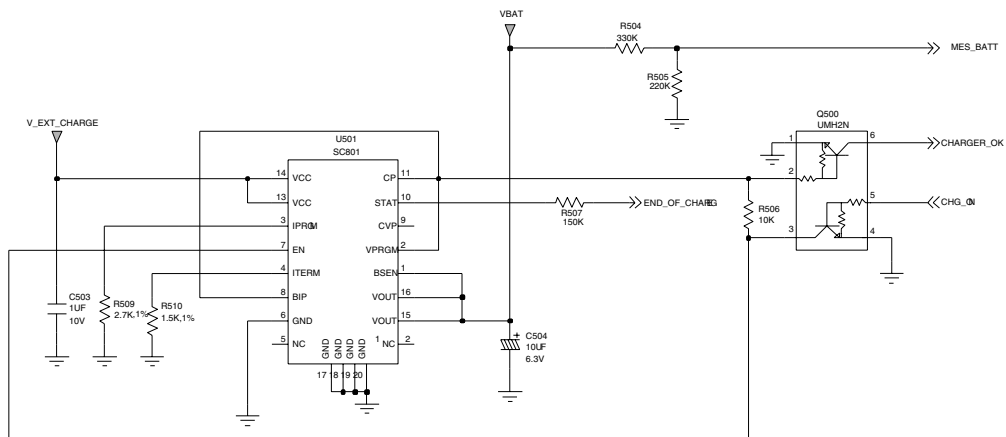 VBAT
R504
330K
MES_BATT
R505
220K
Q500
UMH2N
V_EXT_CHARGE
U501
SC801
1
6
CHARGER_OK
14
VCC
CP
11
2
13
VCC
STAT
10
R507
150K
END_OF_CHARG
R506
10K
5
CHG_ON
3
IPRGM
CVP
9
7
EN
VPRGM
2
3
4
4
ITERM
BSEN
1
C503
1UF
10V
R509
2.7K,1%
R510
1.5K,1%
8
BIP
VOUT
16
6
GND
VOUT
15
C504
10UF
6.3V
+
5
NC
1
NC
2
GND
GND
GND
GND
17
18
19
20